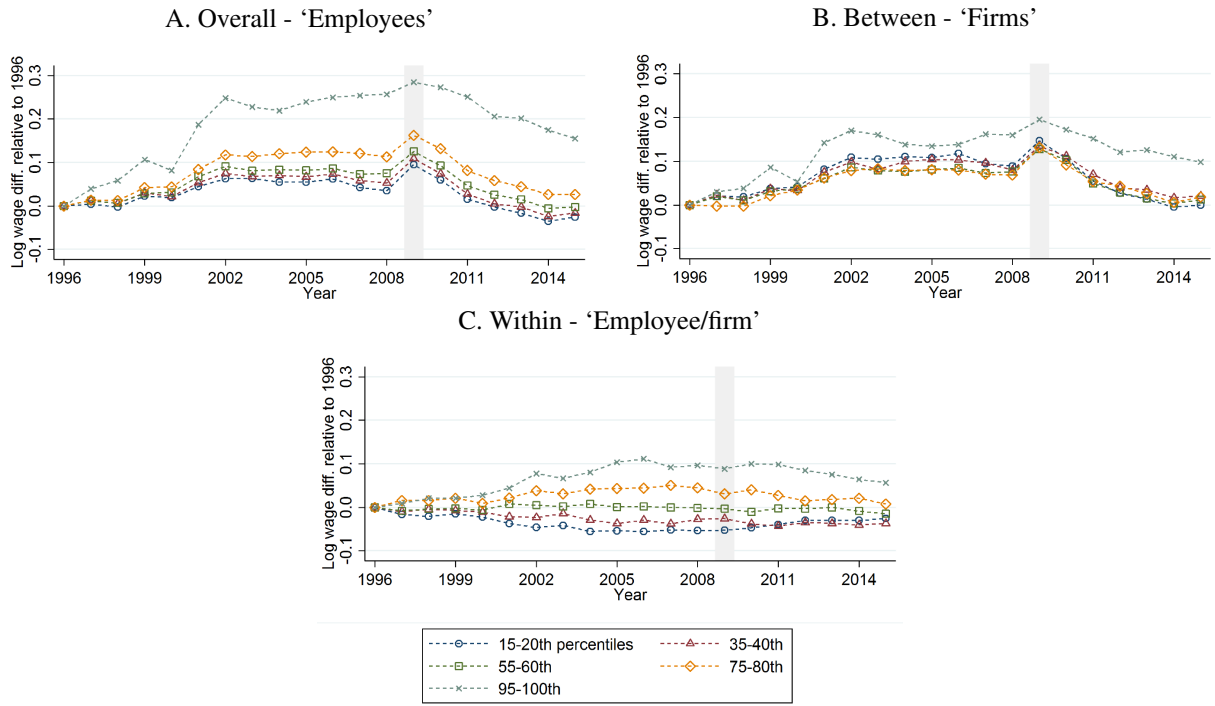 A. Overall - ‘Employees’
Log wage diff. relative to 1996
0.3
0.2
0.1
0.0
-0.1
1996 1999 2002 2005 2008 2011 2014
Year
B. Between - ‘Firms’
Log wage diff. relative to 1996
0.3
0.2
0.1
0.0
-0.1
1996 1999 2002 2005 2008 2011 2014
Year
C. Within - ‘Employee/firm’
Log wage diff. relative to 1996
0.3
0.2
0.1
0.0
-0.1
1996 1999 2002 2005 2008 2011 2014
Year
15-20th percentiles 35-40th
55-60th 75-80th
95-100th